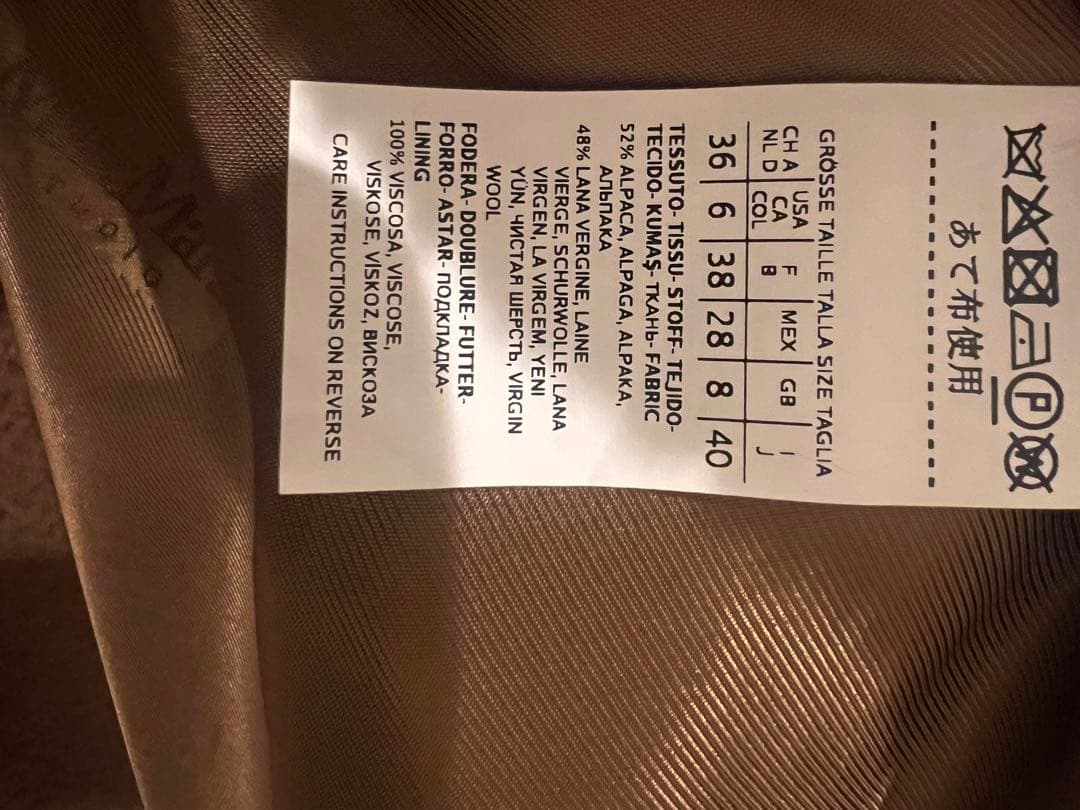 あて布使用
GRÖSSE TAILLE TALLA SIZE TAGLIA
CH A USA F MEX GB I
NL D CA B J
COL
36 6 38 28 8 40
TESSUTO- TISSU- STOFF- TEJIDO-
TECIDO- KUMAŞ- ТКАНЬ- FABRIC
52% ALPACA, ALPAGA, ALPAKA,
АЛЬПАКА
48% LANA VERGINE, LAINE
VIERGE, SCHURWOLLE, LANA
VIRGEN, LA VIRGEM, YENI
YÜN, ЧИСТАЯ ШЕРСТЬ, VIRGIN
WOOL
FODERA- DOUBLURE- FUTTER-
FORRO- ASTAR- ПОДКЛАДКА-
LINING
100% VISCOSA, VISCOSE,
VISKOSE, VİSKOZ, ВИСКОЗА
CARE INSTRUCTIONS ON REVERSE